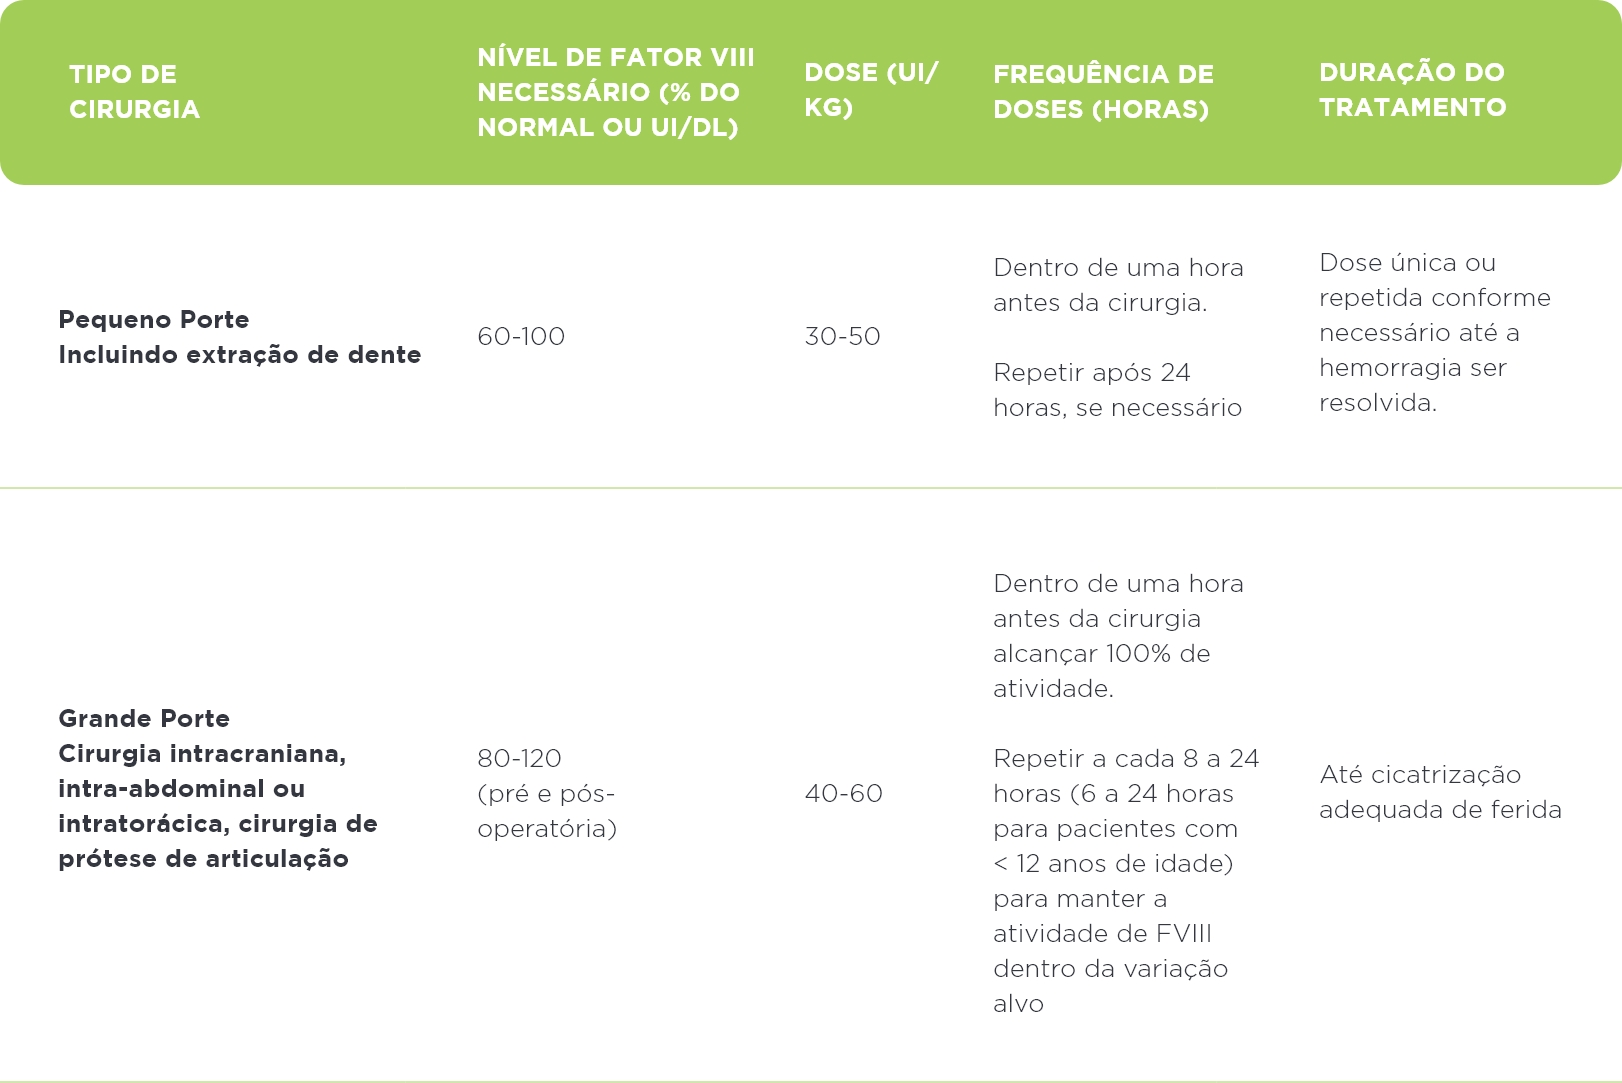 TIPO DE
CIRURGIA
NÍVEL DE FATOR VIII
NECESSÁRIO (% DO
NORMAL OU UI/DL)
DOSE (UI/
KG)
FREQUÊNCIA DE
DOSES (HORAS)
DURAÇÃO DO
TRATAMENTO
Pequeno Porte
Incluindo extração de dente
60-100
30-50
Dentro de uma hora
antes da cirurgia.
Repetir após 24
horas, se necessário
Dose única ou
repetida conforme
necessário até a
hemorragia ser
resolvida.
Grande Porte
Cirurgia intracraniana,
intra-abdominal ou
intratorácica, cirurgia de
prótese de articulação
80-120
(pré e pós-
operatória)
40-60
Dentro de uma hora
antes da cirurgia
alcançar 100% de
atividade.
Repetir a cada 8 a 24
horas (6 a 24 horas
para pacientes com
< 12 anos de idade)
para manter a
atividade de FVIII
dentro da variação
alvo
Até cicatrização
adequada de ferida